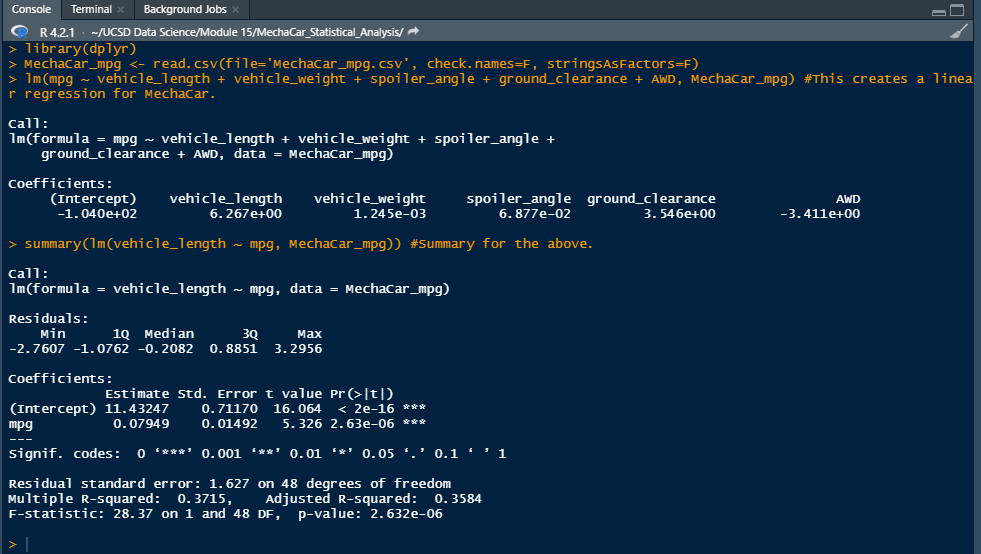 Console Terminal × Background Jobs ×
R 4.2.1 · ~/UCSD Data Science/Module 15/MechaCar_Statistical_Analysis/
> library(dplyr)
> MechaCar_mpg <- read.csv(file='MechaCar_mpg.csv', check.names=F, stringsAsFactors=F)
> lm(mpg ~ vehicle_length + vehicle_weight + spoiler_angle + ground_clearance + AWD, MechaCar_mpg) #This creates a linea
r regression for MechaCar.
Call:
lm(formula = mpg ~ vehicle_length + vehicle_weight + spoiler_angle +
    ground_clearance + AWD, data = MechaCar_mpg)
Coefficients:
     (Intercept)    vehicle_length    vehicle_weight     spoiler_angle  ground_clearance               AWD
      -1.040e+02         6.267e+00         1.245e-03         6.877e-02         3.546e+00        -3.411e+00
> summary(lm(vehicle_length ~ mpg, MechaCar_mpg)) #Summary for the above.
Call:
lm(formula = vehicle_length ~ mpg, data = MechaCar_mpg)
Residuals:
    Min      1Q  Median      3Q     Max
-2.7607 -1.0762 -0.2082  0.8851  3.2956
Coefficients:
            Estimate Std. Error t value Pr(>|t|)
(Intercept) 11.43247    0.71170  16.064  < 2e-16 ***
mpg          0.07949    0.01492   5.326 2.63e-06 ***
---
Signif. codes:  0 ‘***’ 0.001 ‘**’ 0.01 ‘*’ 0.05 ‘.’ 0.1 ‘ ’ 1
Residual standard error: 1.627 on 48 degrees of freedom
Multiple R-squared:  0.3715,    Adjusted R-squared:  0.3584
F-statistic: 28.37 on 1 and 48 DF,  p-value: 2.632e-06
>